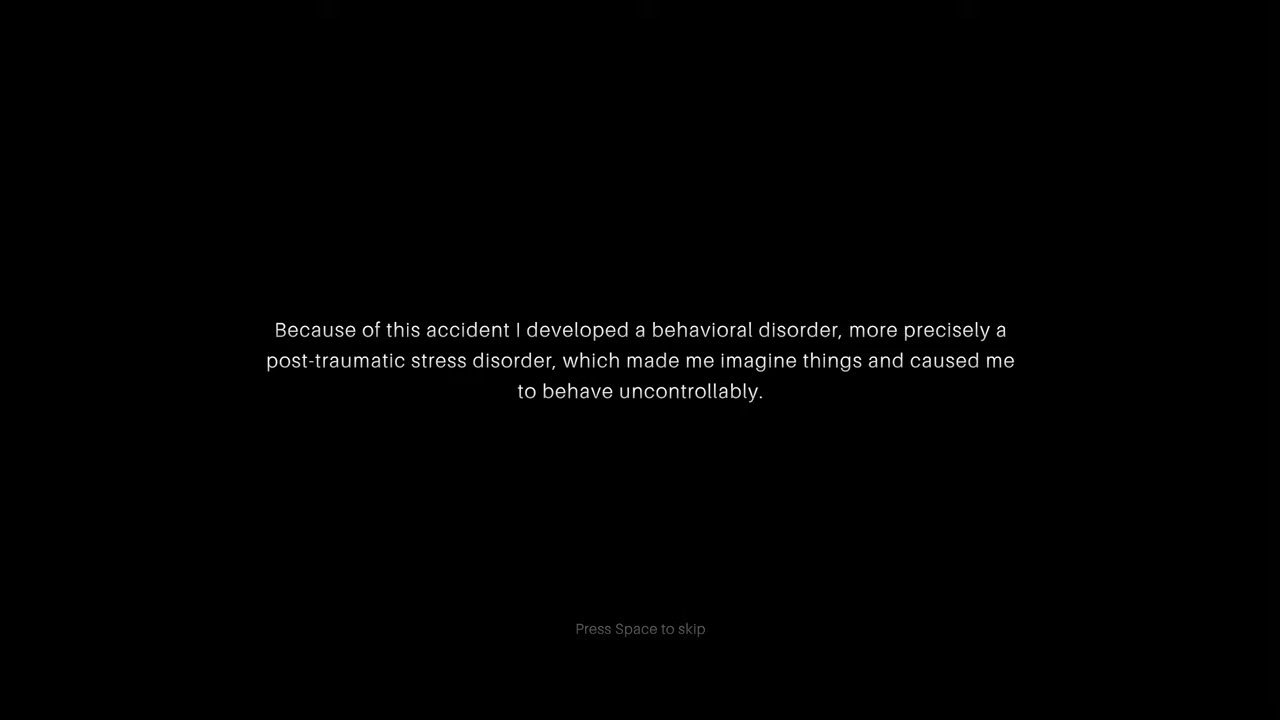 Because of this accident I developed a behavioral disorder, more precisely a
post-traumatic stress disorder, which made me imagine things and caused me
to behave uncontrollably.
Press Space to skip